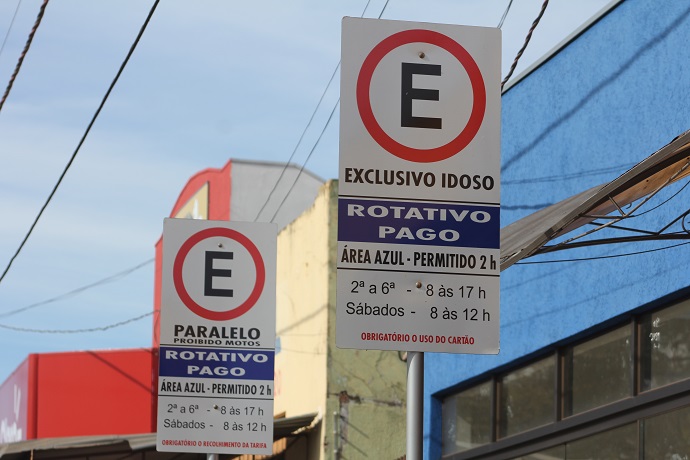 E
EXCLUSIVO IDOSO
ROTATIVO
PAGO
ÁREA AZUL - PERMITIDO 2 h
2ª a 6ª - 8 às 17 h
Sábados - 8 às 12 h
OBRIGATÓRIO O USO DO CARTÃO
E
PARALELO
PROIBIDO MOTOS
ROTATIVO
PAGO
ÁREA AZUL - PERMITIDO 2 h
2ª a 6ª - 8 às 17 h
Sábados - 8 às 12 h
OBRIGATÓRIO O RECOLHIMENTO DA TARIFA